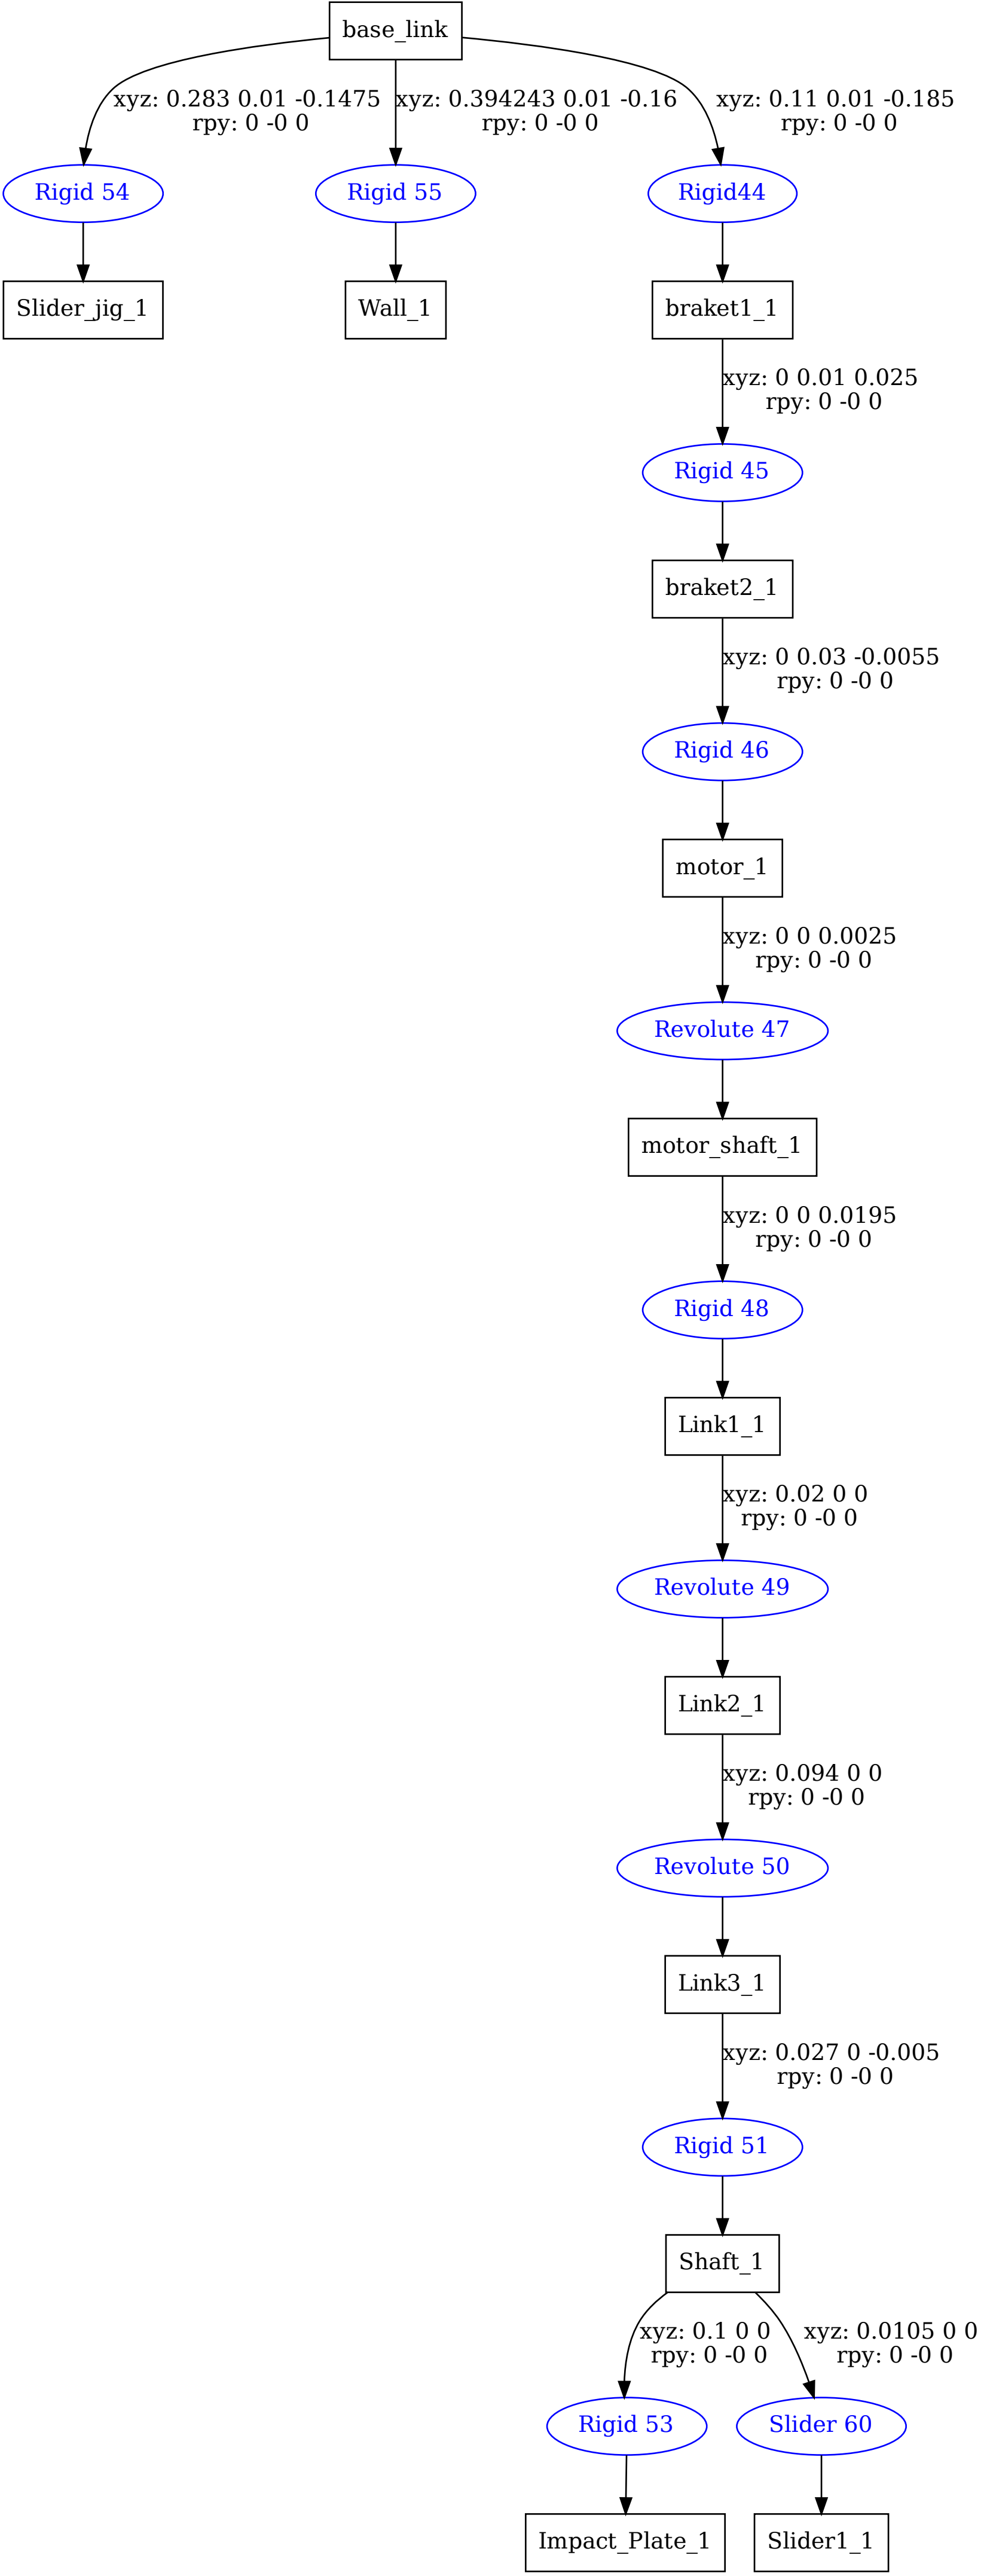 base_link
xyz: 0.283 0.01 -0.1475
rpy: 0 -0 0
xyz: 0.394243 0.01 -0.16
rpy: 0 -0 0
xyz: 0.11 0.01 -0.185
rpy: 0 -0 0
Rigid 54
Rigid 55
Rigid44
Slider_jig_1
Wall_1
braket1_1
xyz: 0 0.01 0.025
rpy: 0 -0 0
Rigid 45
braket2_1
xyz: 0 0.03 -0.0055
rpy: 0 -0 0
Rigid 46
motor_1
xyz: 0 0 0.0025
rpy: 0 -0 0
Revolute 47
motor_shaft_1
xyz: 0 0 0.0195
rpy: 0 -0 0
Rigid 48
Link1_1
xyz: 0.02 0 0
rpy: 0 -0 0
Revolute 49
Link2_1
xyz: 0.094 0 0
rpy: 0 -0 0
Revolute 50
Link3_1
xyz: 0.027 0 -0.005
rpy: 0 -0 0
Rigid 51
Shaft_1
xyz: 0.1 0 0
rpy: 0 -0 0
xyz: 0.0105 0 0
rpy: 0 -0 0
Rigid 53
Slider 60
Impact_Plate_1
Slider1_1